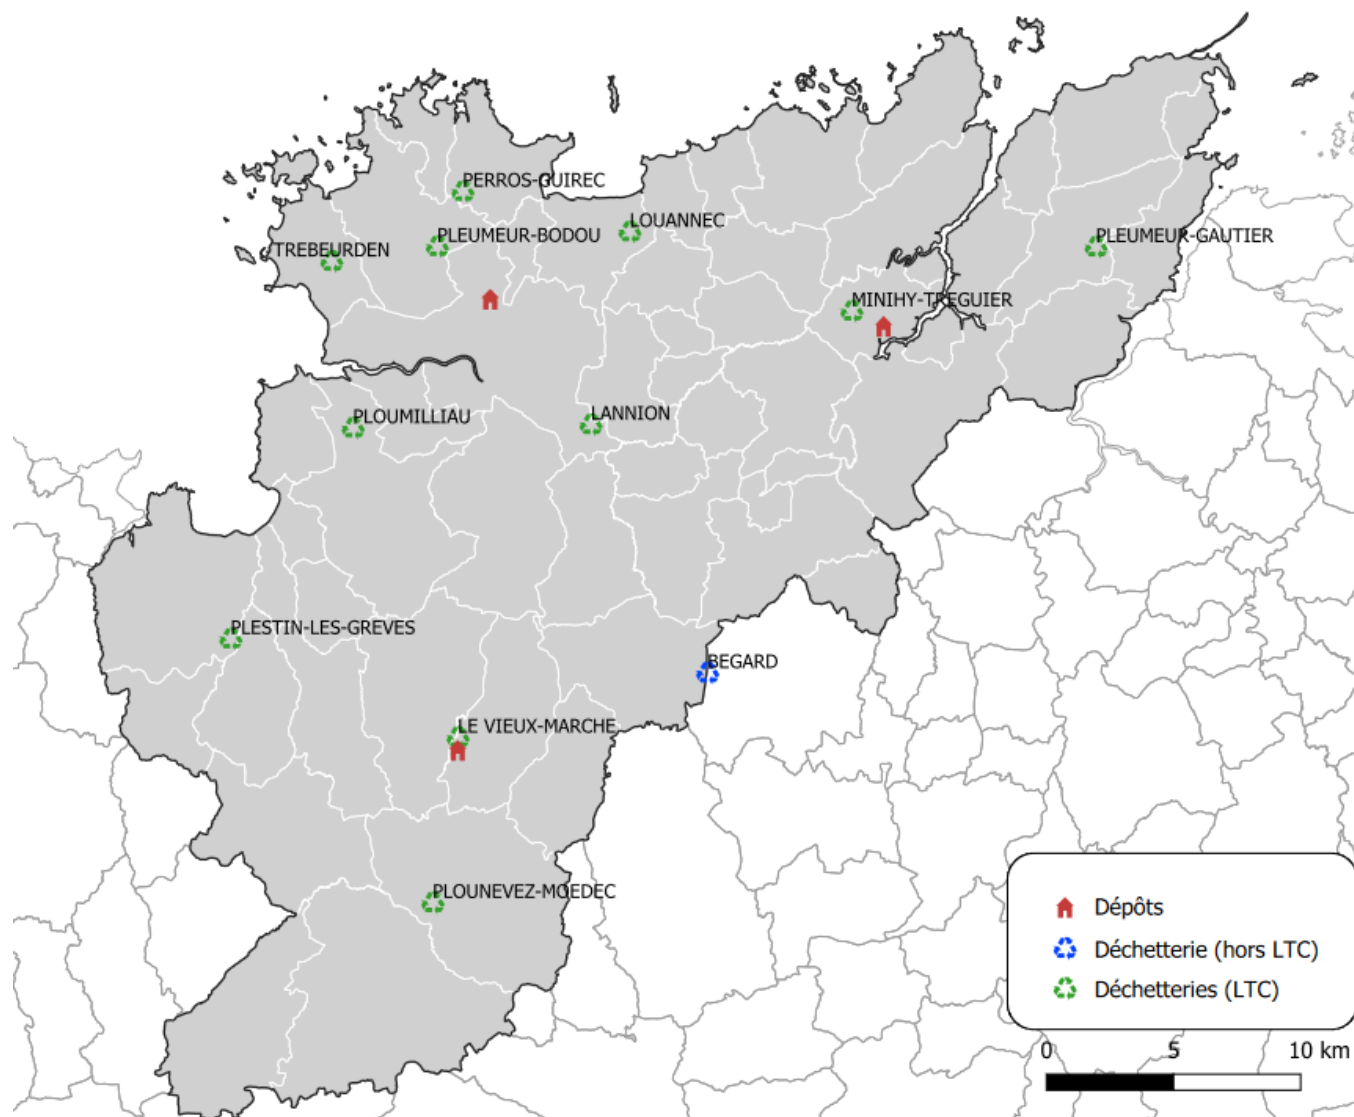 PERROS-GUIREC
LOUANNEC
PLEUMEUR-BODOU
PLEUMEUR-GAUTIER
TREBEURDEN
MINIHY-TREGUIER
PLOUMILLIAU
LANNION
PLESTIN-LES-GREVES
BEGARD
LE VIEUX-MARCHE
PLOUNEVEZ-MOEDEC
Dépôts
Déchetterie (hors LTC)
Déchetteries (LTC)
0 5 10 km